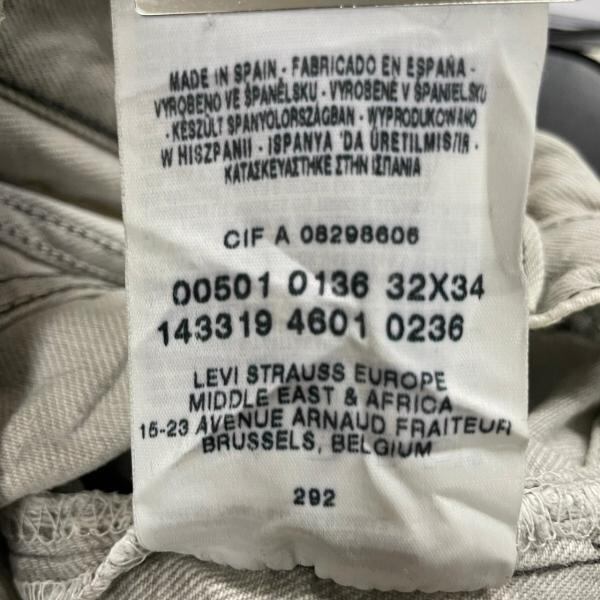 MADE IN SPAIN - FABRICADO EN ESPAÑA -
VYROBENO VE ŠPANĚLSKU - VYROBENÉ V ŠPANIELSKU
- KÉSZÜLT SPANYOLORSZÁGBAN - WYPRODUKOWANO
W HISZPANII - ISPANYA 'DA ÜRETILMIS/IR -
ΚΑΤΑΣΚΕΥΑΣΤΗΚΕ ΣΤΗΝ ΙΣΠΑΝΙΑ
CIF A 08298606
00501 0136 32X34
143319 4601 0236
LEVI STRAUSS EUROPE
MIDDLE EAST & AFRICA
15-23 AVENUE ARNAUD FRAITEUR
BRUSSELS, BELGIUM
292